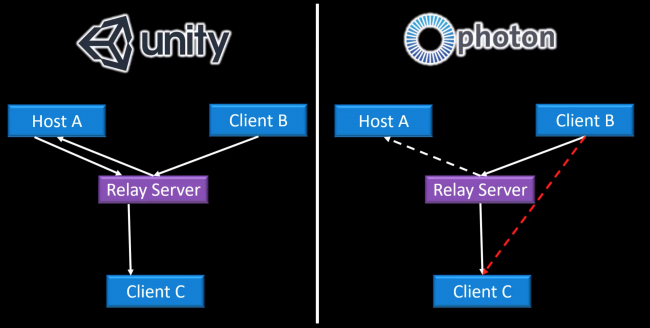 unity
Host A
Client B
Relay Server
Client C
photon
Host A
Client B
Relay Server
Client C